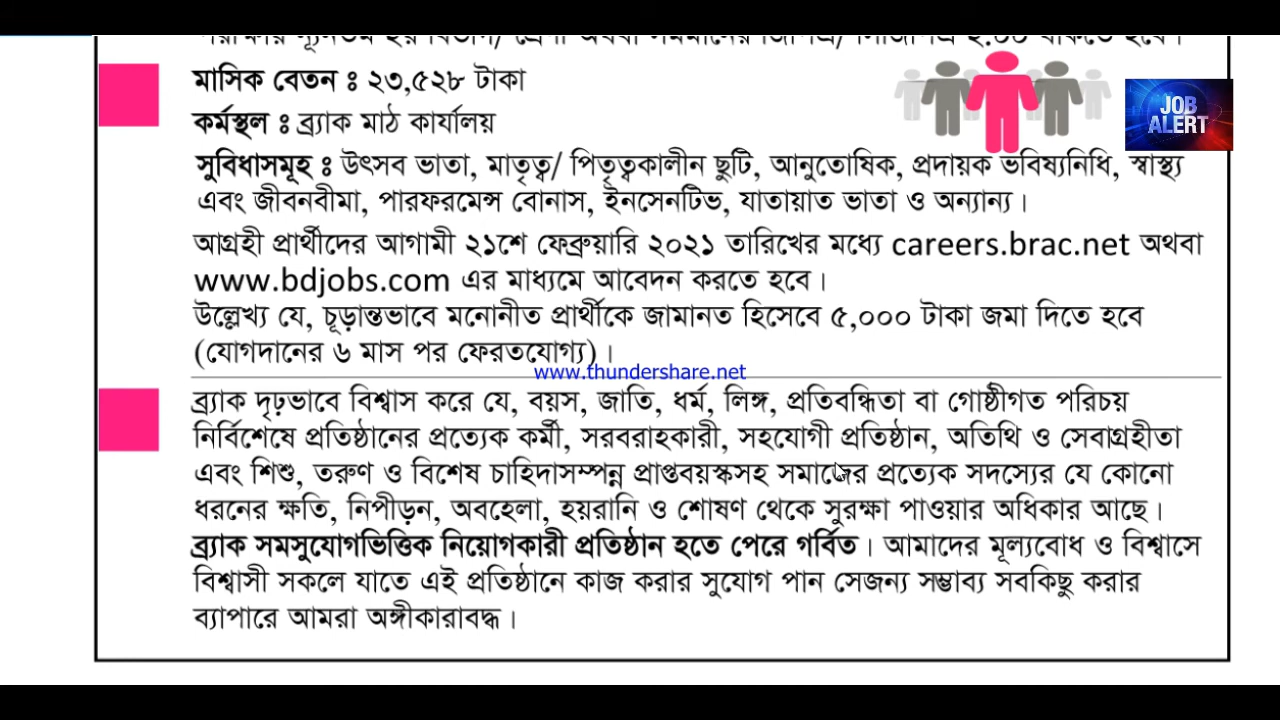 মাসিক বেতন : ২৩,৫২৮ টাকা
কর্মস্থল : ব্র্যাক মাঠ কার্যালয়
JOB
ALERT
সুবিধাসমূহ : উৎসব ভাতা, মাতৃত্ব/ পিতৃত্বকালীন ছুটি, আনুতোষিক, প্রদায়ক ভবিষ্যনিধি, স্বাস্থ্য
এবং জীবনবীমা, পারফরমেন্স বোনাস, ইনসেনটিভ, যাতায়াত ভাতা ও অন্যান্য।
আগ্রহী প্রার্থীদের আগামী ২১শে ফেব্রুয়ারি ২০২১ তারিখের মধ্যে careers.brac.net অথবা
www.bdjobs.com এর মাধ্যমে আবেদন করতে হবে।
উল্লেখ্য যে, চূড়ান্তভাবে মনোনীত প্রার্থীকে জামানত হিসেবে ৫,০০০ টাকা জমা দিতে হবে
(যোগদানের ৬ মাস পর ফেরতযোগ্য)।
www.thundershare.net
ব্র্যাক দৃঢ়ভাবে বিশ্বাস করে যে, বয়স, জাতি, ধর্ম, লিঙ্গ, প্রতিবন্ধিতা বা গোষ্ঠীগত পরিচয়
নির্বিশেষে প্রতিষ্ঠানের প্রত্যেক কর্মী, সরবরাহকারী, সহযোগী প্রতিষ্ঠান, অতিথি ও সেবাগ্রহীতা
এবং শিশু, তরুণ ও বিশেষ চাহিদাসম্পন্ন প্রাপ্তবয়স্কসহ সমাজের প্রত্যেক সদস্যের যে কোনো
ধরনের ক্ষতি, নিপীড়ন, অবহেলা, হয়রানি ও শোষণ থেকে সুরক্ষা পাওয়ার অধিকার আছে।
ব্র্যাক সমসুযোগভিত্তিক নিয়োগকারী প্রতিষ্ঠান হতে পেরে গর্বিত। আমাদের মূল্যবোধ ও বিশ্বাসে
বিশ্বাসী সকলে যাতে এই প্রতিষ্ঠানে কাজ করার সুযোগ পান সেজন্য সম্ভাব্য সবকিছু করার
ব্যাপারে আমরা অঙ্গীকারাবদ্ধ।